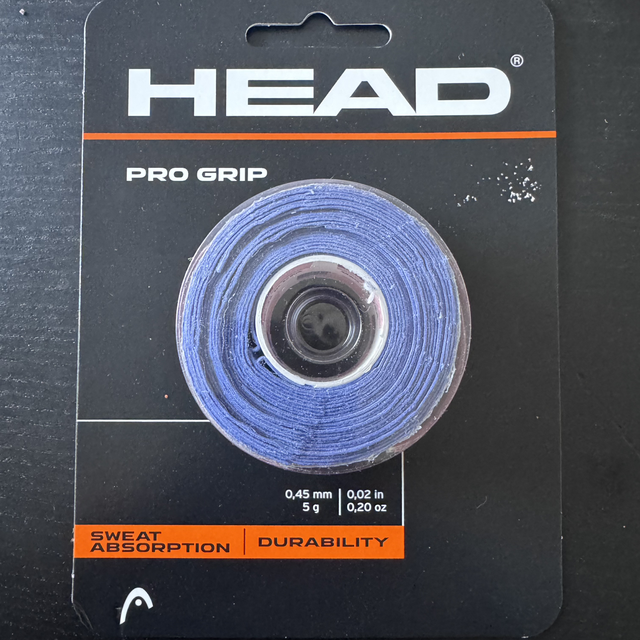 HEAD®
PRO GRIP
0,45 mm | 0,02 in
5 g | 0,20 oz
SWEAT
ABSORPTION | DURABILITY